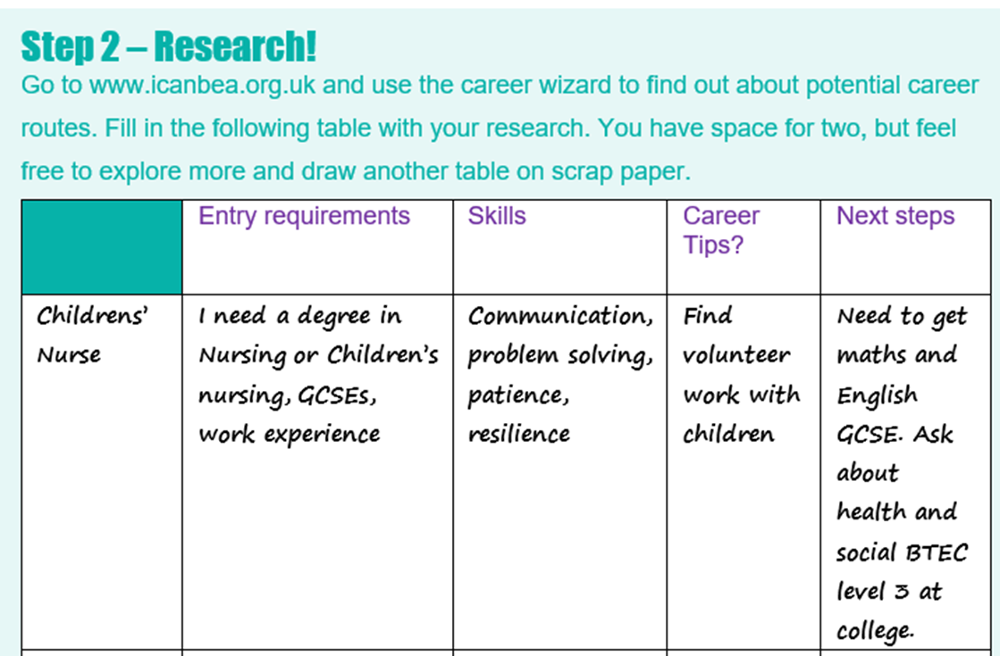 Step 2 – Research!
Go to www.icanbea.org.uk and use the career wizard to find out about potential career
routes. Fill in the following table with your research. You have space for two, but feel
free to explore more and draw another table on scrap paper.
Entry requirements
Skills
Career
Tips?
Next steps
Childrens'
Nurse
I need a degree in
Nursing or Children's
nursing, GCSEs,
work experience
Communication,
problem solving,
patience,
resilience
Find
volunteer
work with
children
Need to get
maths and
English
GCSE. Ask
about
health and
social BTEC
level 3 at
college.